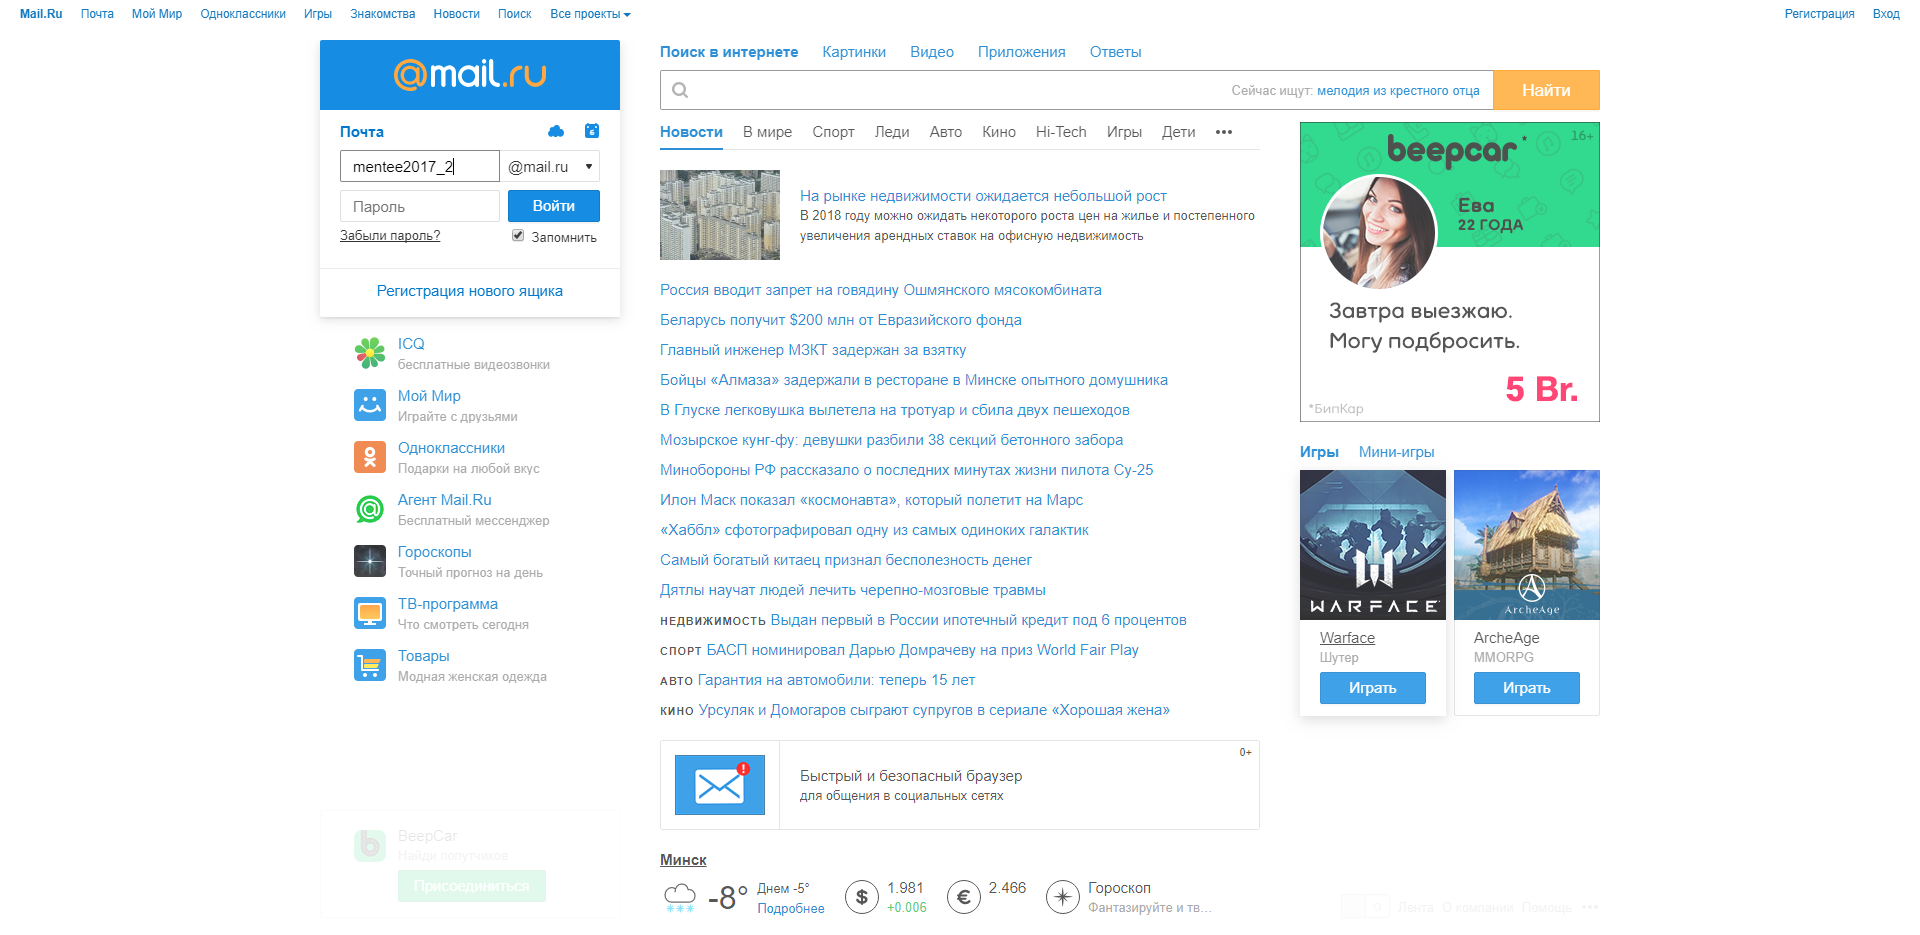 Mail.Ru Почта Мой Мир Одноклассники Игры Знакомства Новости Поиск Все проекты
Регистрация Вход
@mail.ru
Почта
6
mentee2017_2 @mail.ru
Пароль Войти
Забыли пароль? Запомнить
Регистрация нового ящика
ICQ
бесплатные видеозвонки
Мой Мир
Играйте с друзьями
Одноклассники
Подарки на любой вкус
Агент Mail.Ru
Бесплатный мессенджер
Гороскопы
Точный прогноз на день
ТВ-программа
Что смотреть сегодня
Товары
Модная женская одежда
BeepCar
Найди попутчиков
Присоединиться
Поиск в интернете Картинки Видео Приложения Ответы
Сейчас ищут: мелодия из крестного отца Найти
Новости В мире Спорт Леди Авто Кино Hi-Tech Игры Дети •••
На рынке недвижимости ожидается небольшой рост
В 2018 году можно ожидать некоторого роста цен на жилье и постепенного
увеличения арендных ставок на офисную недвижимость
Россия вводит запрет на говядину Ошмянского мясокомбината
Беларусь получит $200 млн от Евразийского фонда
Главный инженер МЗКТ задержан за взятку
Бойцы «Алмаза» задержали в ресторане в Минске опытного домушника
В Глуске легковушка вылетела на тротуар и сбила двух пешеходов
Мозырское кунг-фу: девушки разбили 38 секций бетонного забора
Минобороны РФ рассказало о последних минутах жизни пилота Су-25
Илон Маск показал «космонавта», который полетит на Марс
«Хаббл» сфотографировал одну из самых одиноких галактик
Самый богатый китаец признал бесполезность денег
Дятлы научат людей лечить черепно-мозговые травмы
НЕДВИЖИМОСТЬ Выдан первый в России ипотечный кредит под 6 процентов
СПОРТ БАСП номинировал Дарью Домрачеву на приз World Fair Play
АВТО Гарантия на автомобили: теперь 15 лет
КИНО Урсуляк и Домогаров сыграют супругов в сериале «Хорошая жена»
0+
Быстрый и безопасный браузер
для общения в социальных сетях
Минск
-8° Днем -5°
Подробнее
$ 1.981
+0.006
€ 2.466
Гороскоп
Фантазируйте и тв...
16+
beepcar*
Ева
22 ГОДА
Завтра выезжаю.
Могу подбросить.
5 Br.
*БипКар
Игры Мини-игры
WARFACE
Warface
Шутер
Играть
ArcheAge
ArcheAge
MMORPG
Играть
Лента О компании Помощь •••